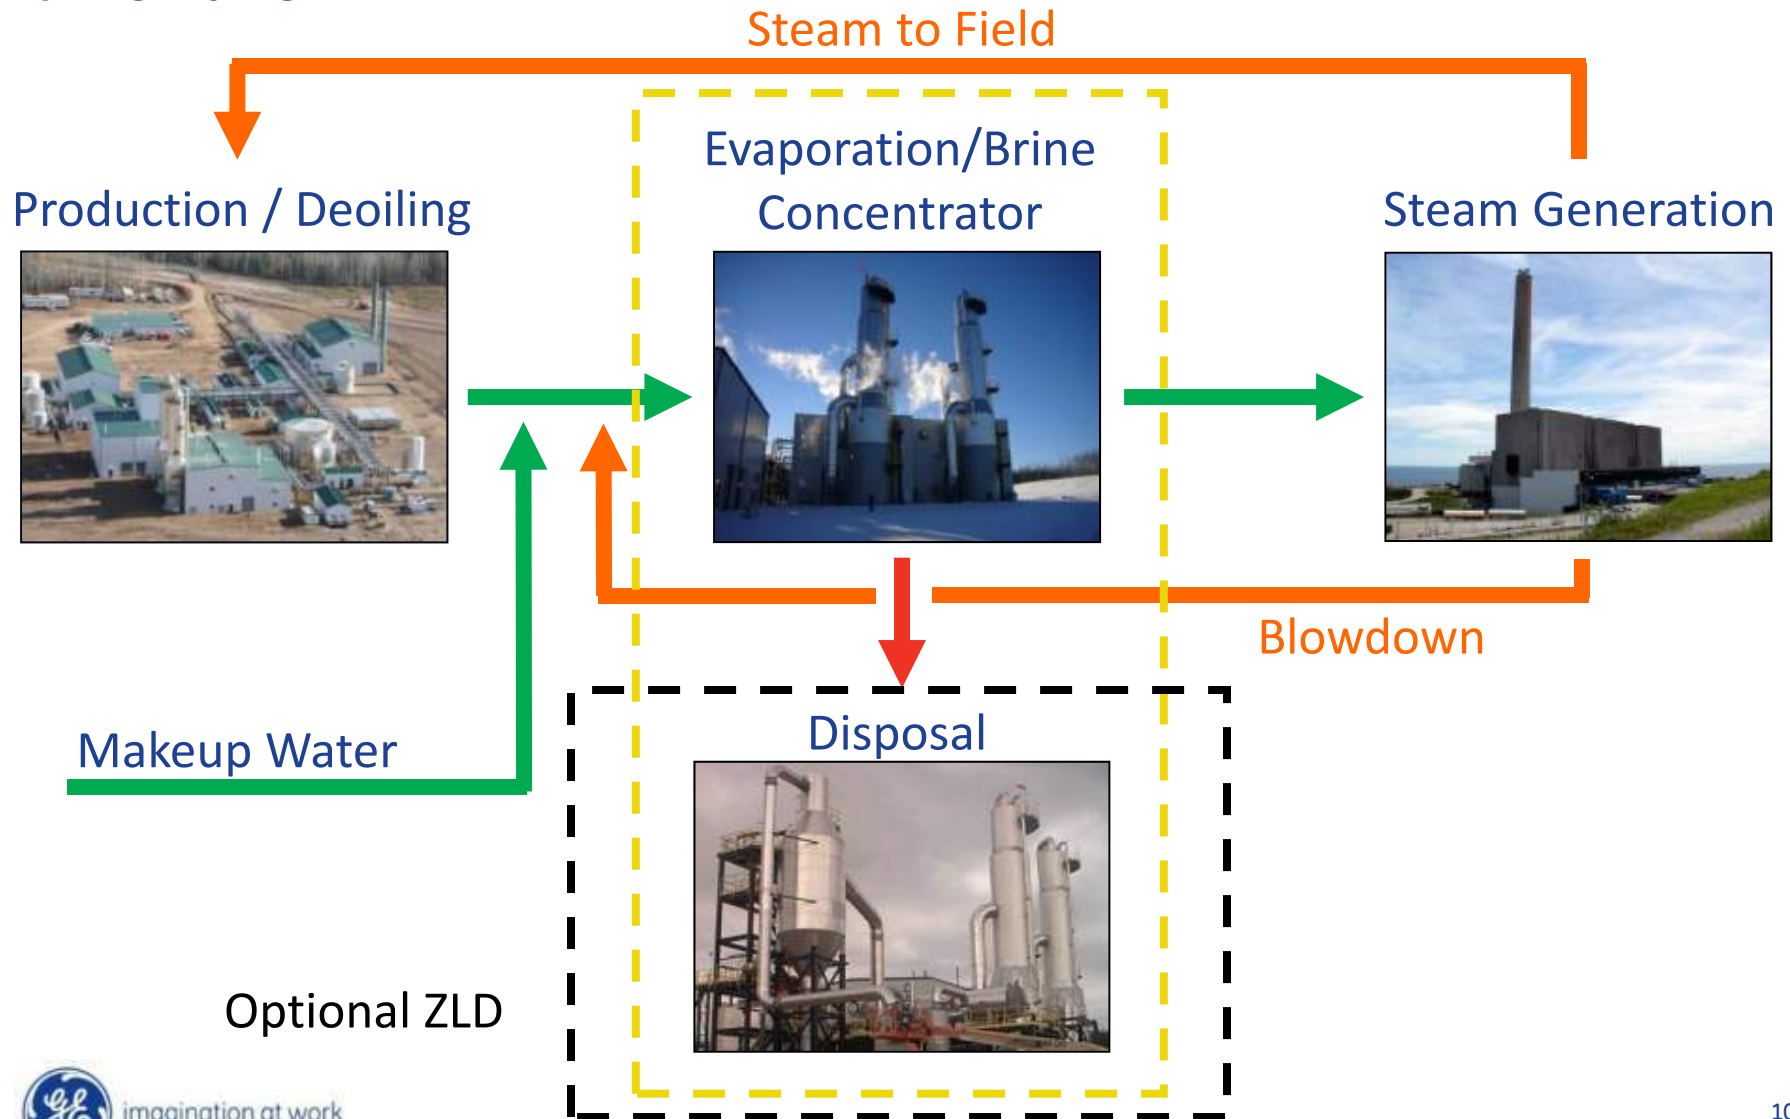 Steam to Field
Evaporation/Brine
Concentrator
Production / Deoiling
Steam Generation
Blowdown
Disposal
Makeup Water
Optional ZLD
imagination at work
10